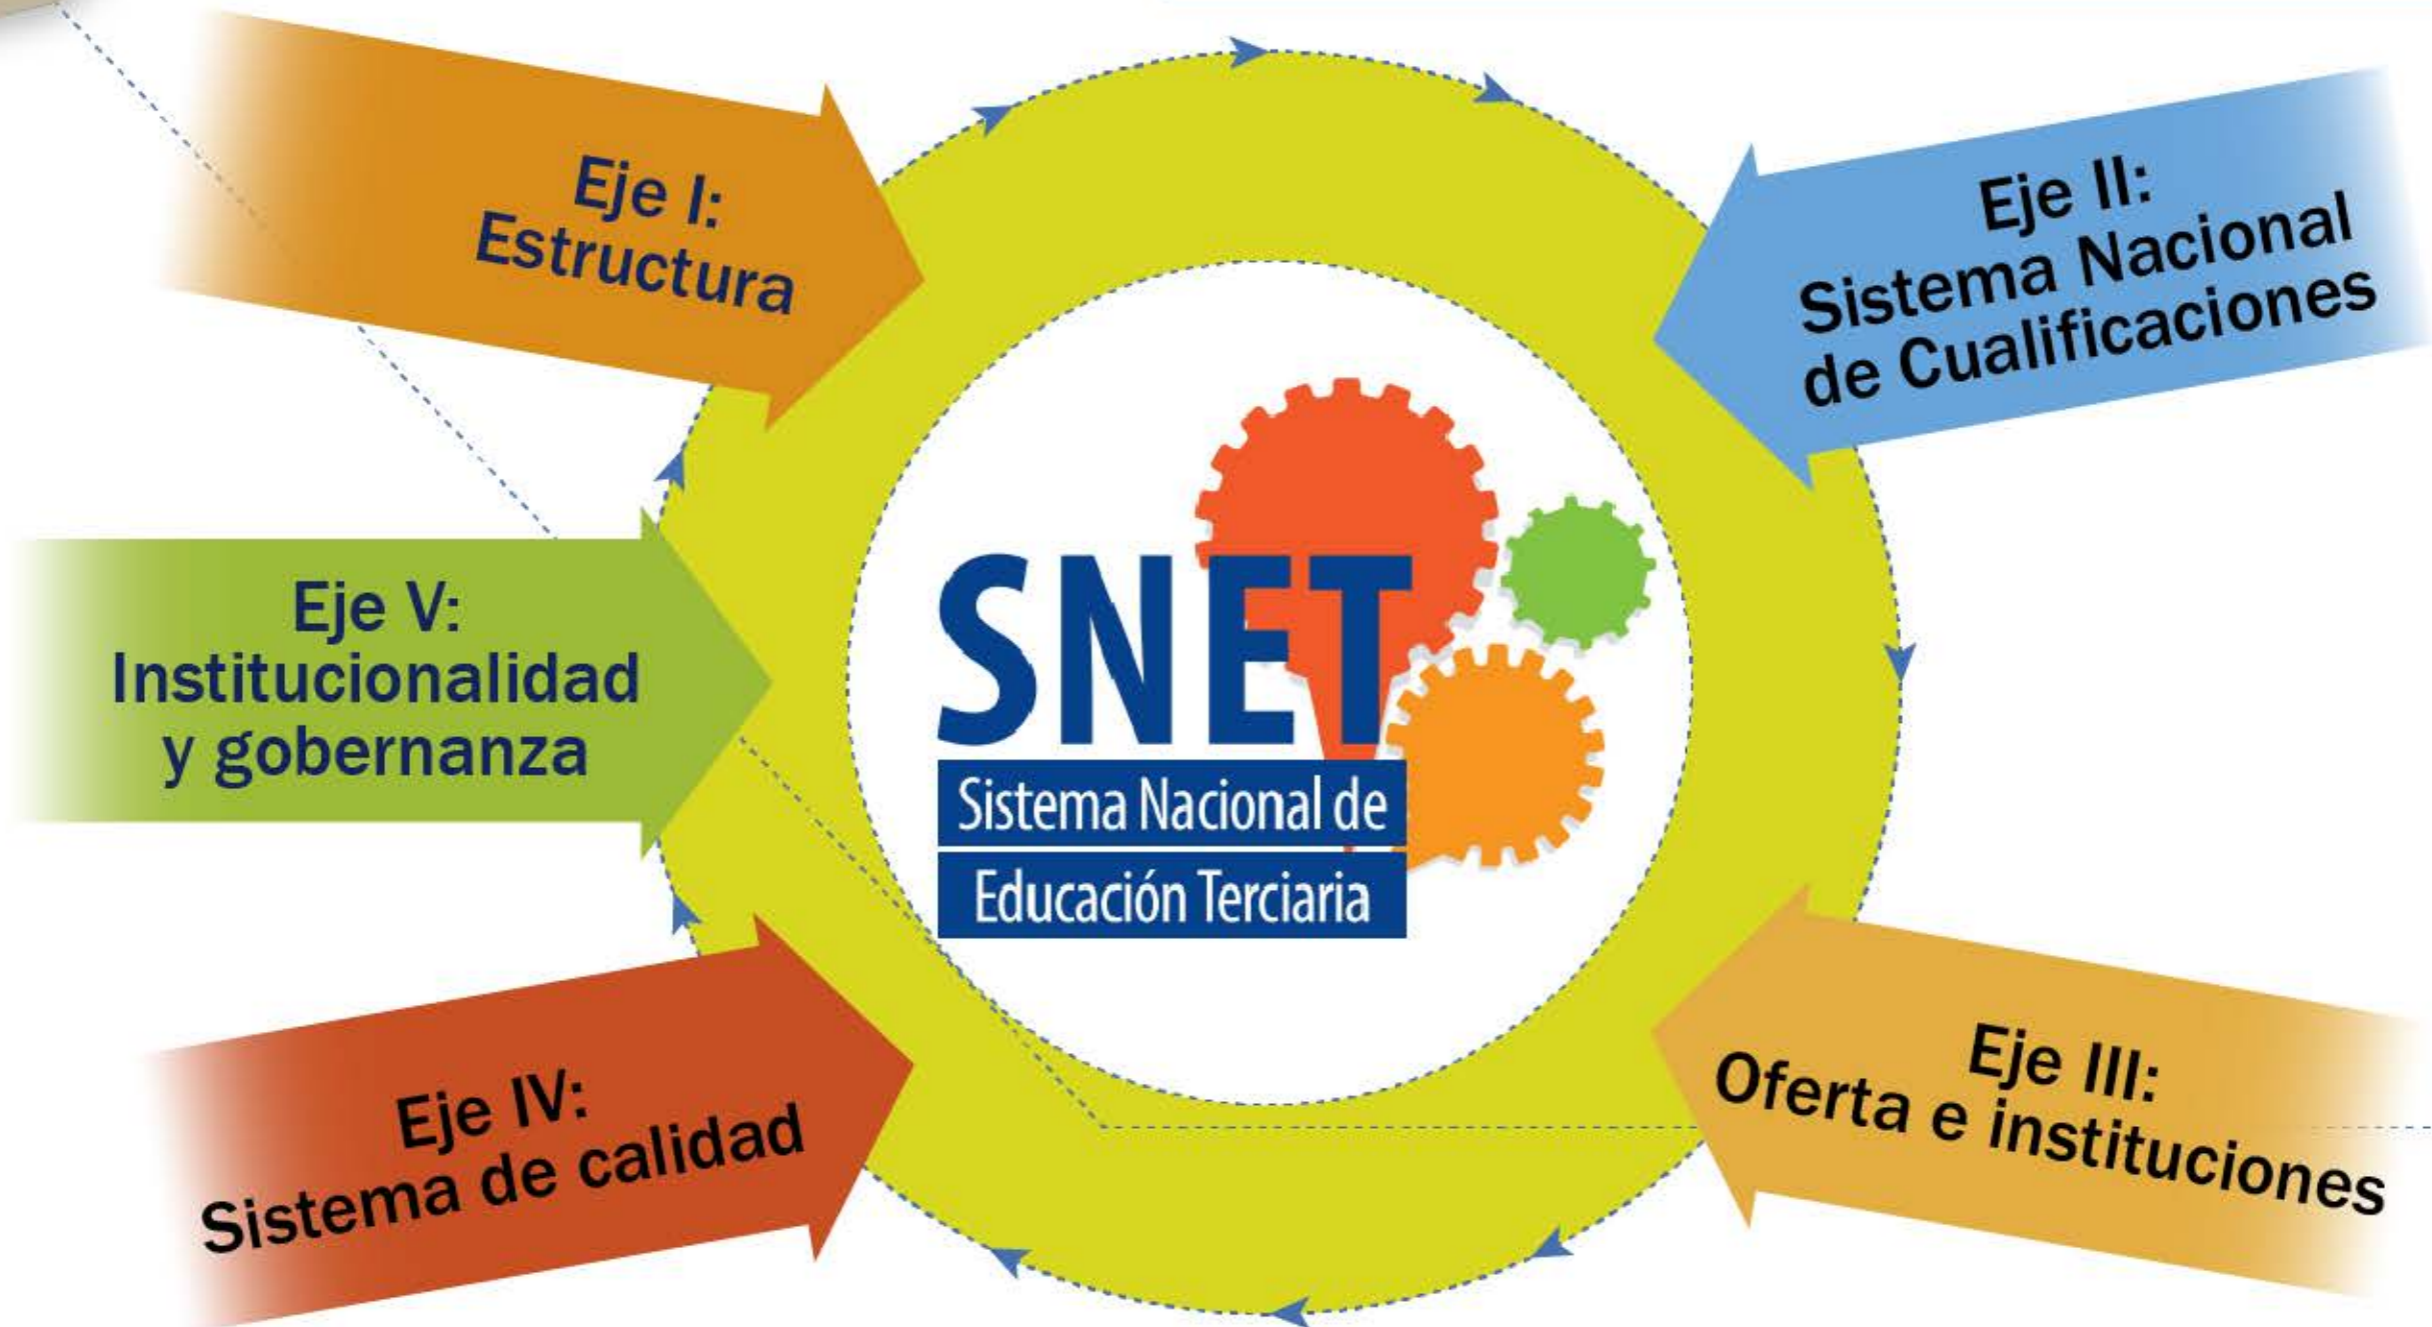 Eje I:
Estructura
Eje II:
Sistema Nacional
de Cualificaciones
Eje V:
Institucionalidad
y gobernanza
SNET
Sistema Nacional de
Educación Terciaria
Eje IV:
Sistema de calidad
Eje III:
Oferta e instituciones